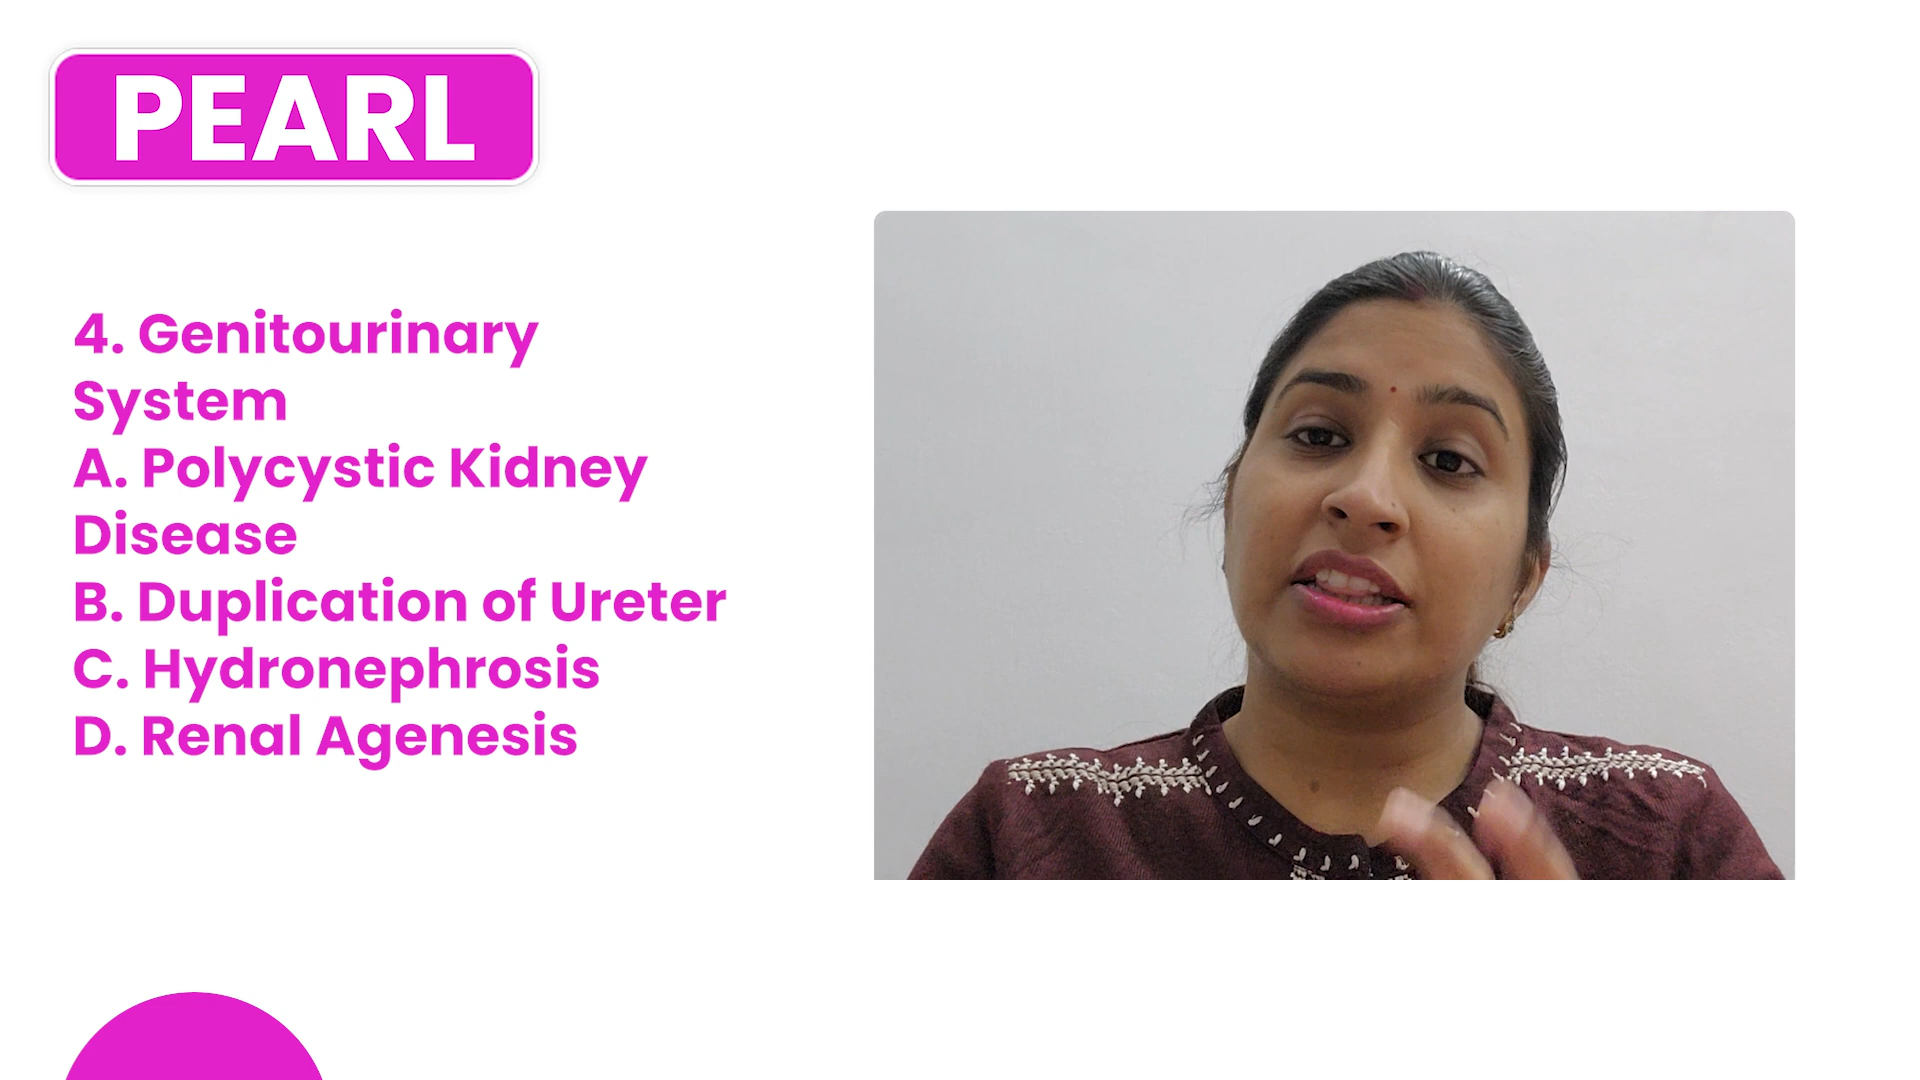 PEARL
4. Genitourinary
System
A. Polycystic Kidney
Disease
B. Duplication of Ureter
C. Hydronephrosis
D. Renal Agenesis